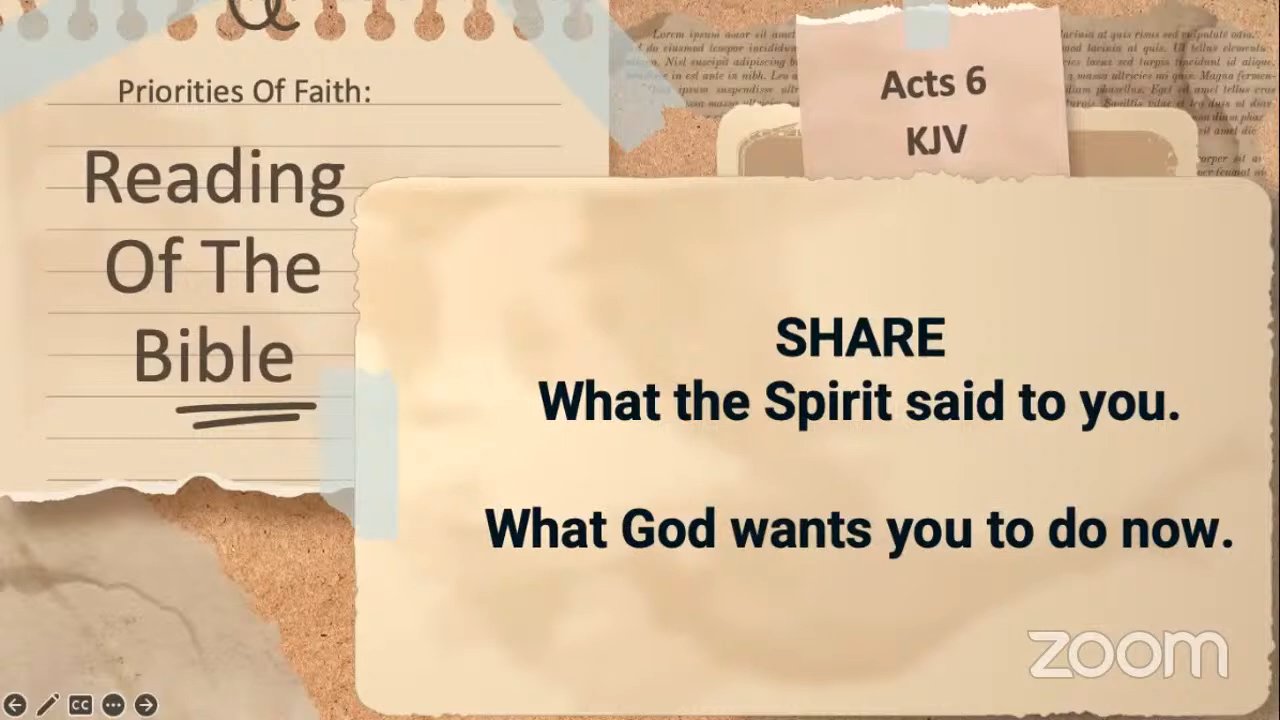 Priorities Of Faith:
Reading
Of The
Bible
Acts 6
KJV
SHARE
What the Spirit said to you.
What God wants you to do now.
zoom
CC